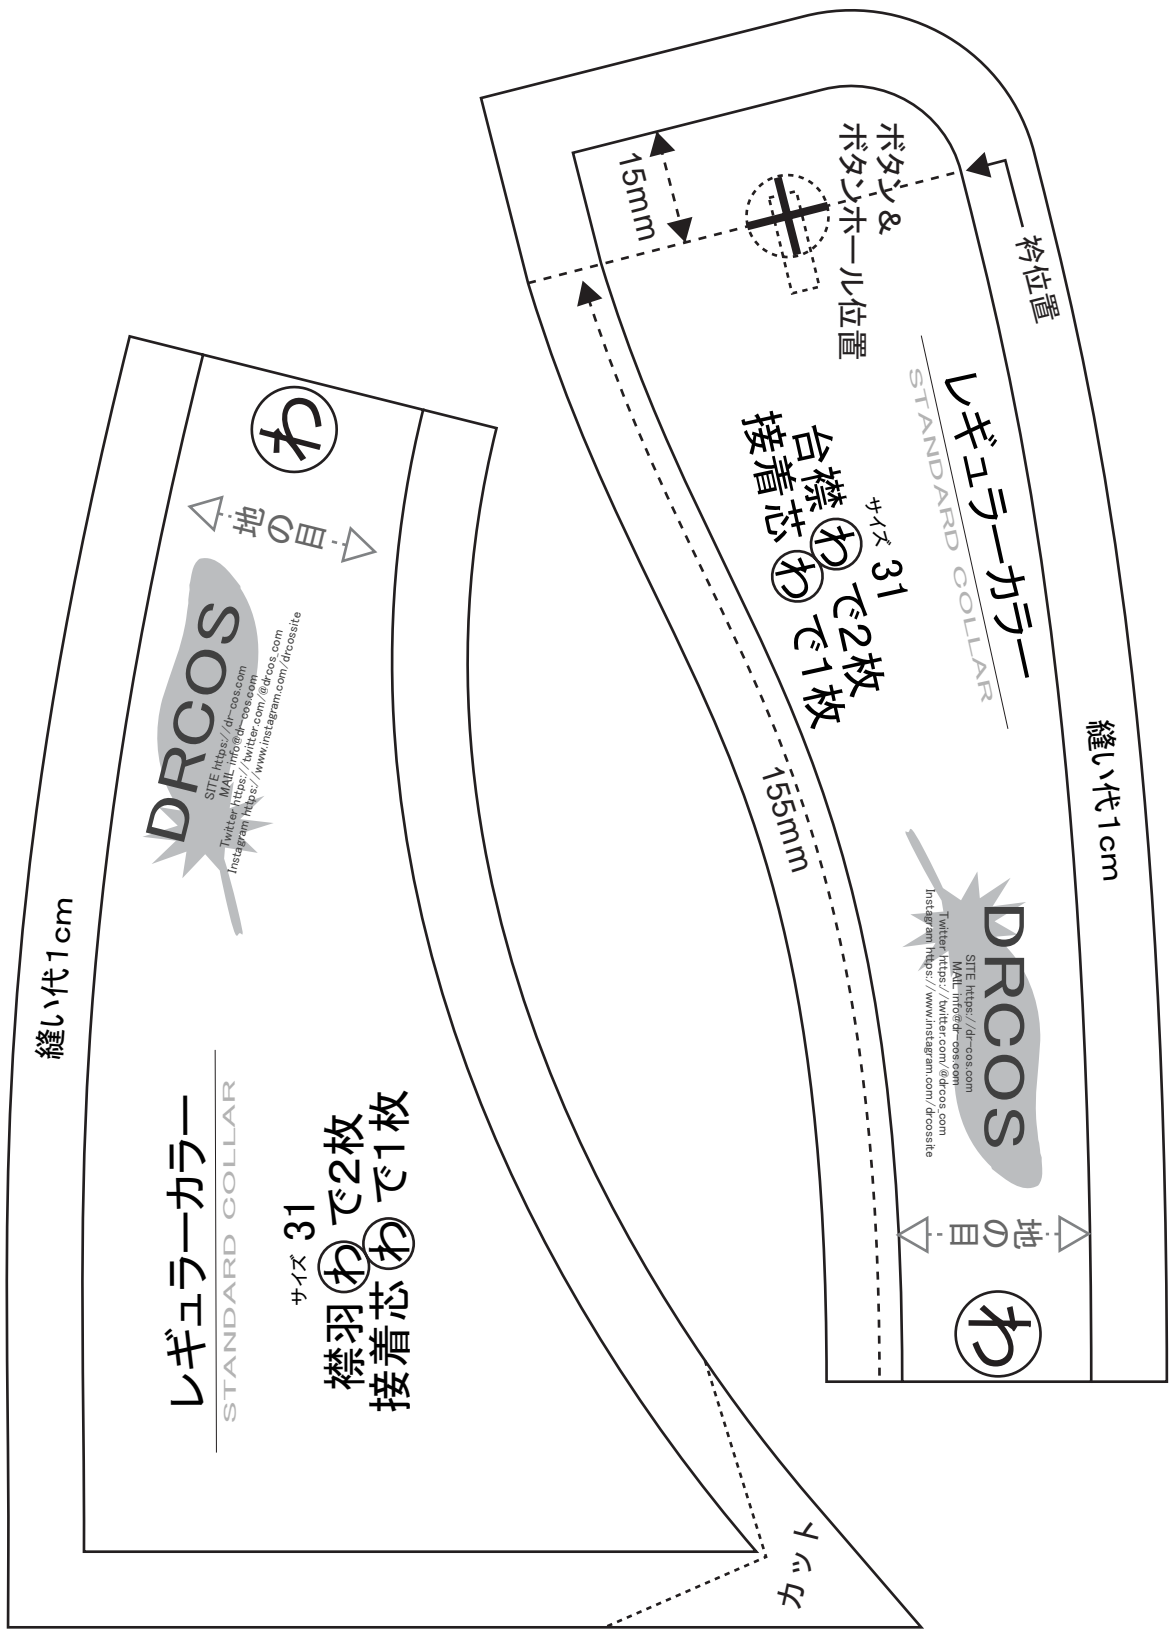 ボタン &
ボタンホール位置
15mm
衿位置
レギュラーカラー
STANDARD COLLAR
サイズ 31
台襟 わ で2枚
接着芯 わ で1枚
155mm
縫い代1cm
DRCOS
SITE https://dr-cos.com
MAIL info@dr-cos.com
Twitter https://twitter.com/@drcos_com
Instagram https://www.instagram.com/drcossite
地の目
わ
わ
地の目
DRCOS
SITE https://dr-cos.com
MAIL info@dr-cos.com
Twitter https://twitter.com/@drcos_com
Instagram https://www.instagram.com/drcossite
縫い代1cm
レギュラーカラー
STANDARD COLLAR
サイズ 31
襟羽 わ で2枚
接着芯 わ で1枚
カット